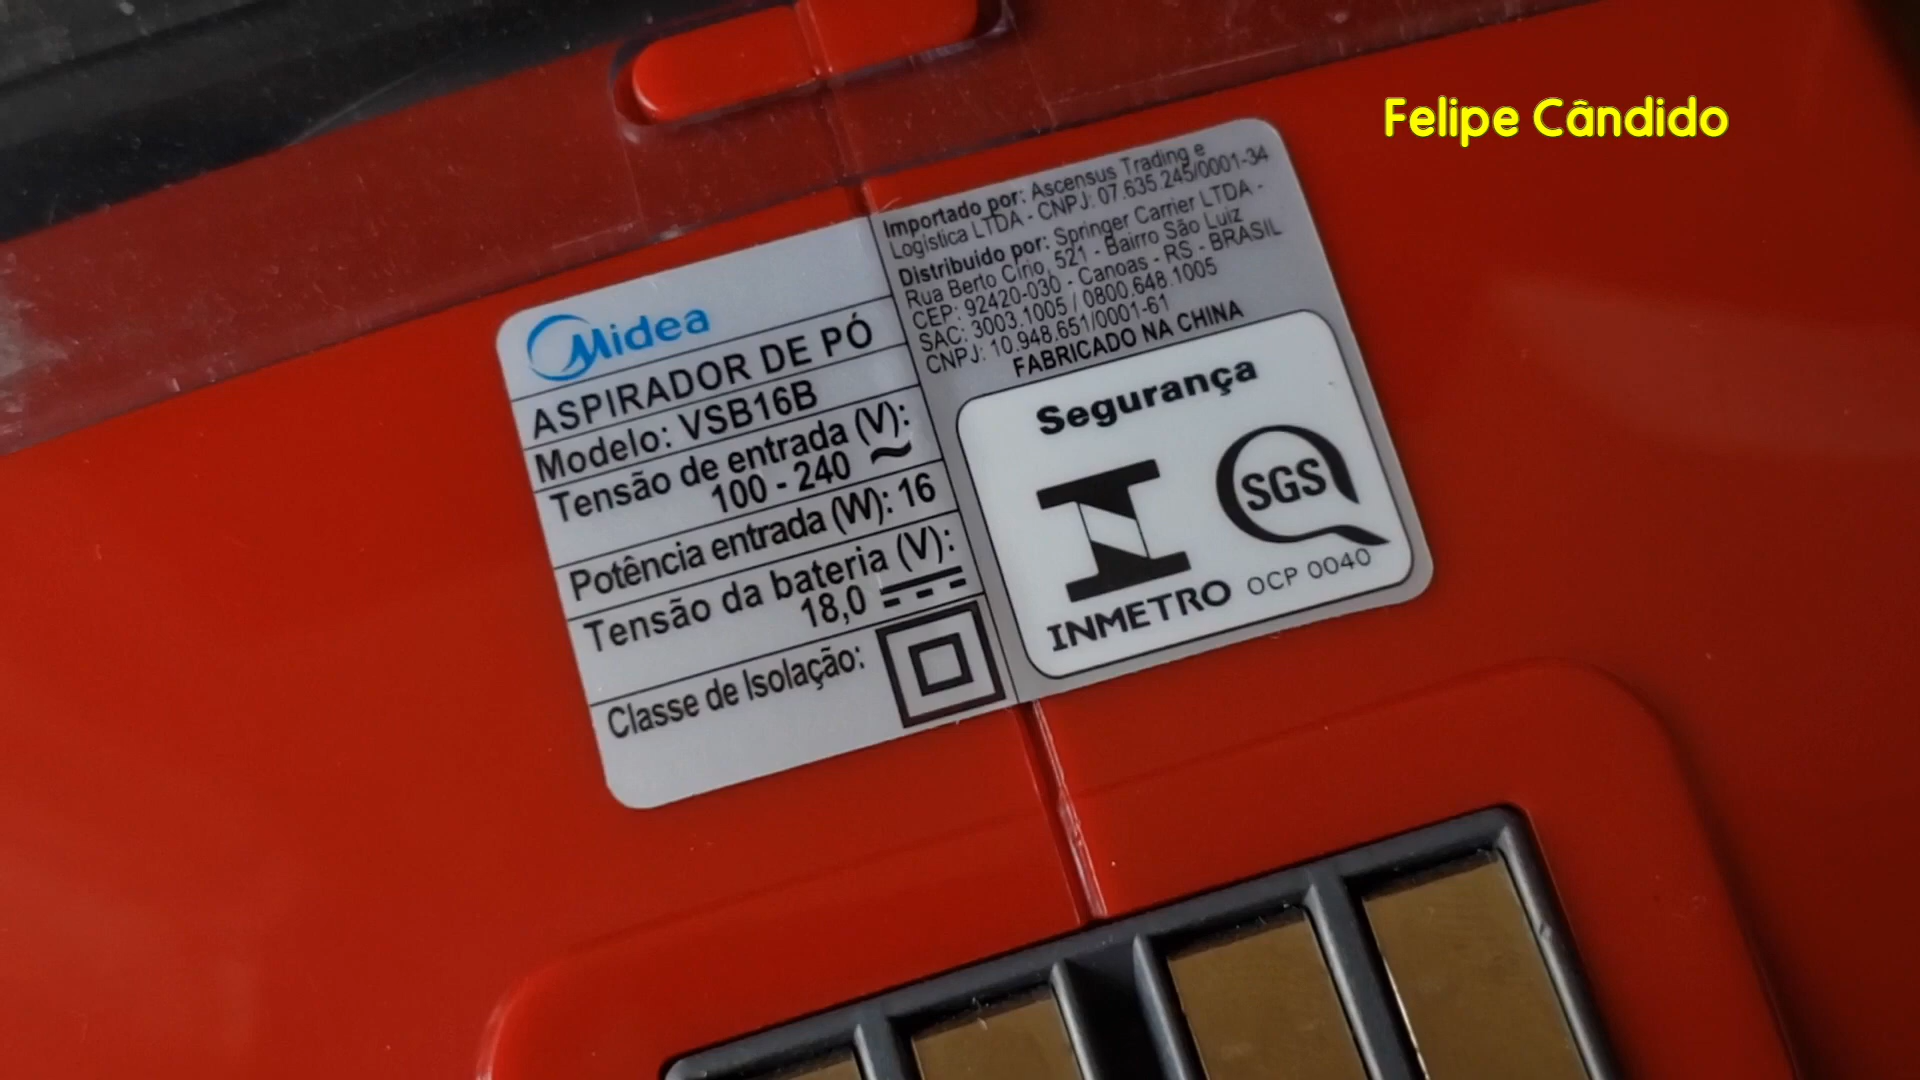 Felipe Cândido
Midea
ASPIRADOR DE PÓ
Modelo: VSB16B
Tensão de entrada (V):
100 - 240 ~
Potência entrada (W): 16
Tensão da bateria (V):
18,0
Classe de Isolação:
Importado por: Ascensus Trading e
Logística LTDA - CNPJ: 07.635.245/0001-34
Distribuido por: Springer Carrier LTDA -
Rua Berto Círio, 521 - Bairro São Luiz
CEP: 92420-030 - Canoas - RS - BRASIL
SAC: 3003.1005 / 0800.648.1005
CNPJ: 10.948.651/0001-61
FABRICADO NA CHINA
Segurança
SGS
INMETRO OCP 0040